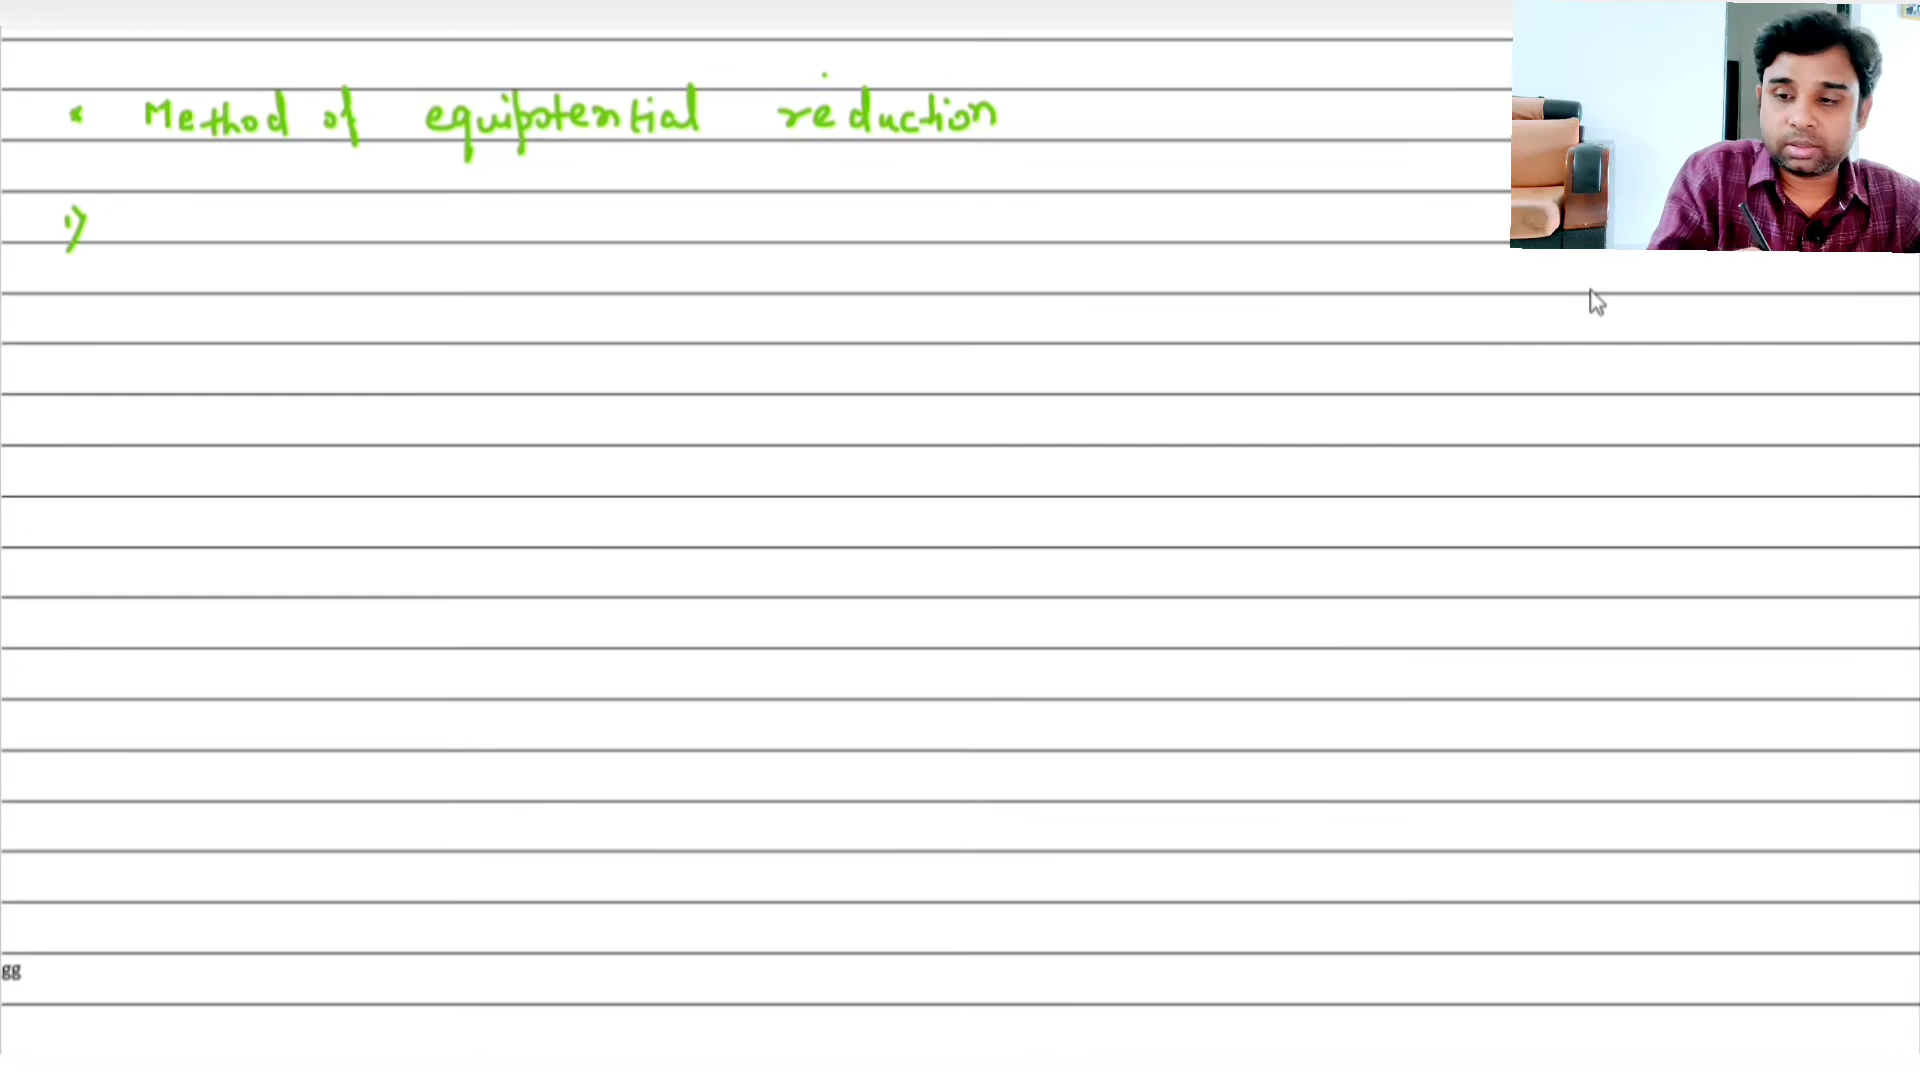 * Method of equipotential reduction
1)
gg